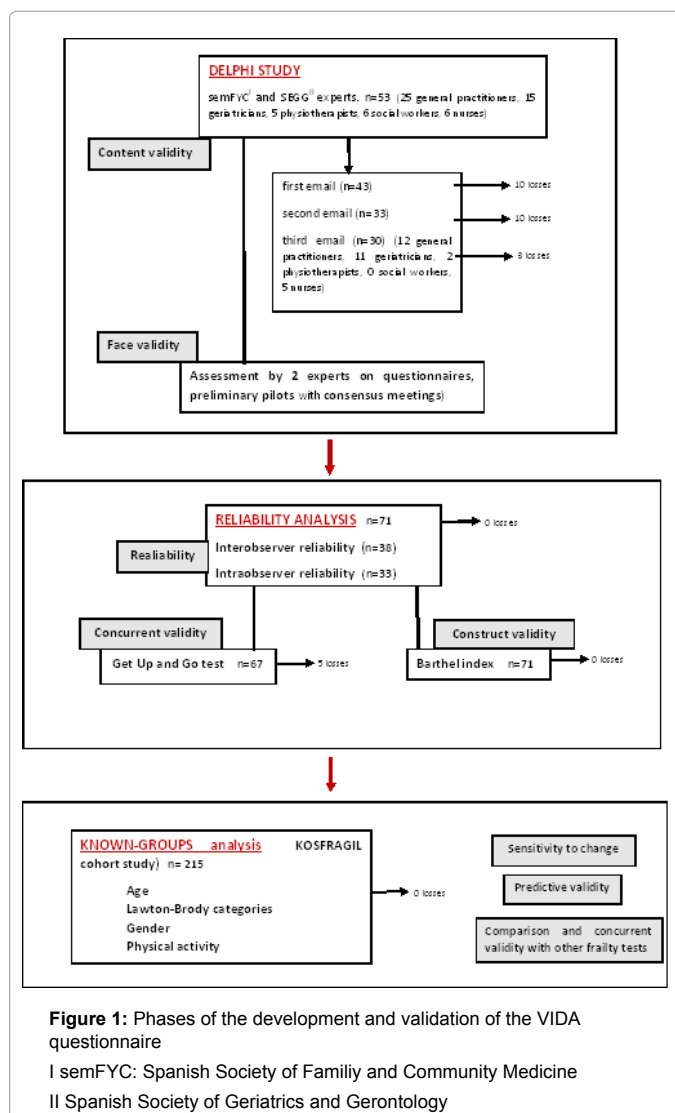 DELPHI STUDY
semFYC I and SEGG II experts. n=53 (25 general practitioners, 15
geriatricians, 5 physiotherapists, 6 social workers, 6 nurses)
Content validity
first email (n=43)
10 losses
second email (n=33)
10 losses
third email (n=30) (12 general
practitioners, 11 geriatricians, 2
physiotherapists, 0 social workers,
5 nurses)
losses
Face validity
Assessment by 2 experts on questionnaires,
preliminary pilots with consensus meetings)
RELIABILITY ANALYSIS n=71
0 losses
Interobserver reliability (n=38)
Realiability
Intraobserver reliability (n=33)
Concurrent validity
Construct validity
Get Up and Go test n=67
5 losses
Barthel index n=71
0 losses
KNOWN-GROUPS analysis KOSFRAGIL
cohort study) n= 215
Age
Lawton-Brody categories
Gender
Physical activity
0 losses
Sensitivity to change
Predictive validity
Comparison and concurrent
validity with other frailty tests
Figure 1: Phases of the development and validation of the VIDA
questionnaire
I semFYC: Spanish Society of Familiy and Community Medicine
II Spanish Society of Geriatrics and Gerontology